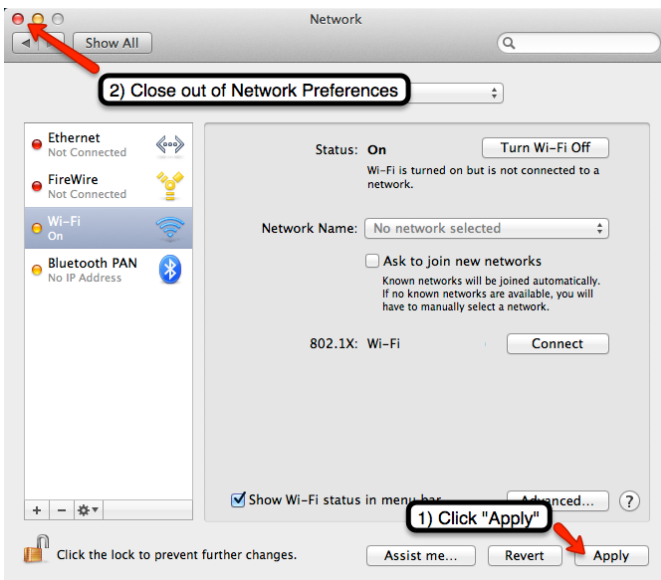 Network
Show All
2) Close out of Network Preferences
Ethernet
Not Connected
FireWire
Not Connected
Wi-Fi
On
Bluetooth PAN
No IP Address
Status: On
Turn Wi-Fi Off
Wi-Fi is turned on but is not connected to a
network.
Network Name: No network selected
Ask to join new networks
Known networks will be joined automatically.
If no known networks are available, you will
have to manually select a network.
802.1X: Wi-Fi
Connect
Show Wi-Fi status in menu bar
Advanced...
?
1) Click "Apply"
Click the lock to prevent further changes.
Assist me...
Revert
Apply